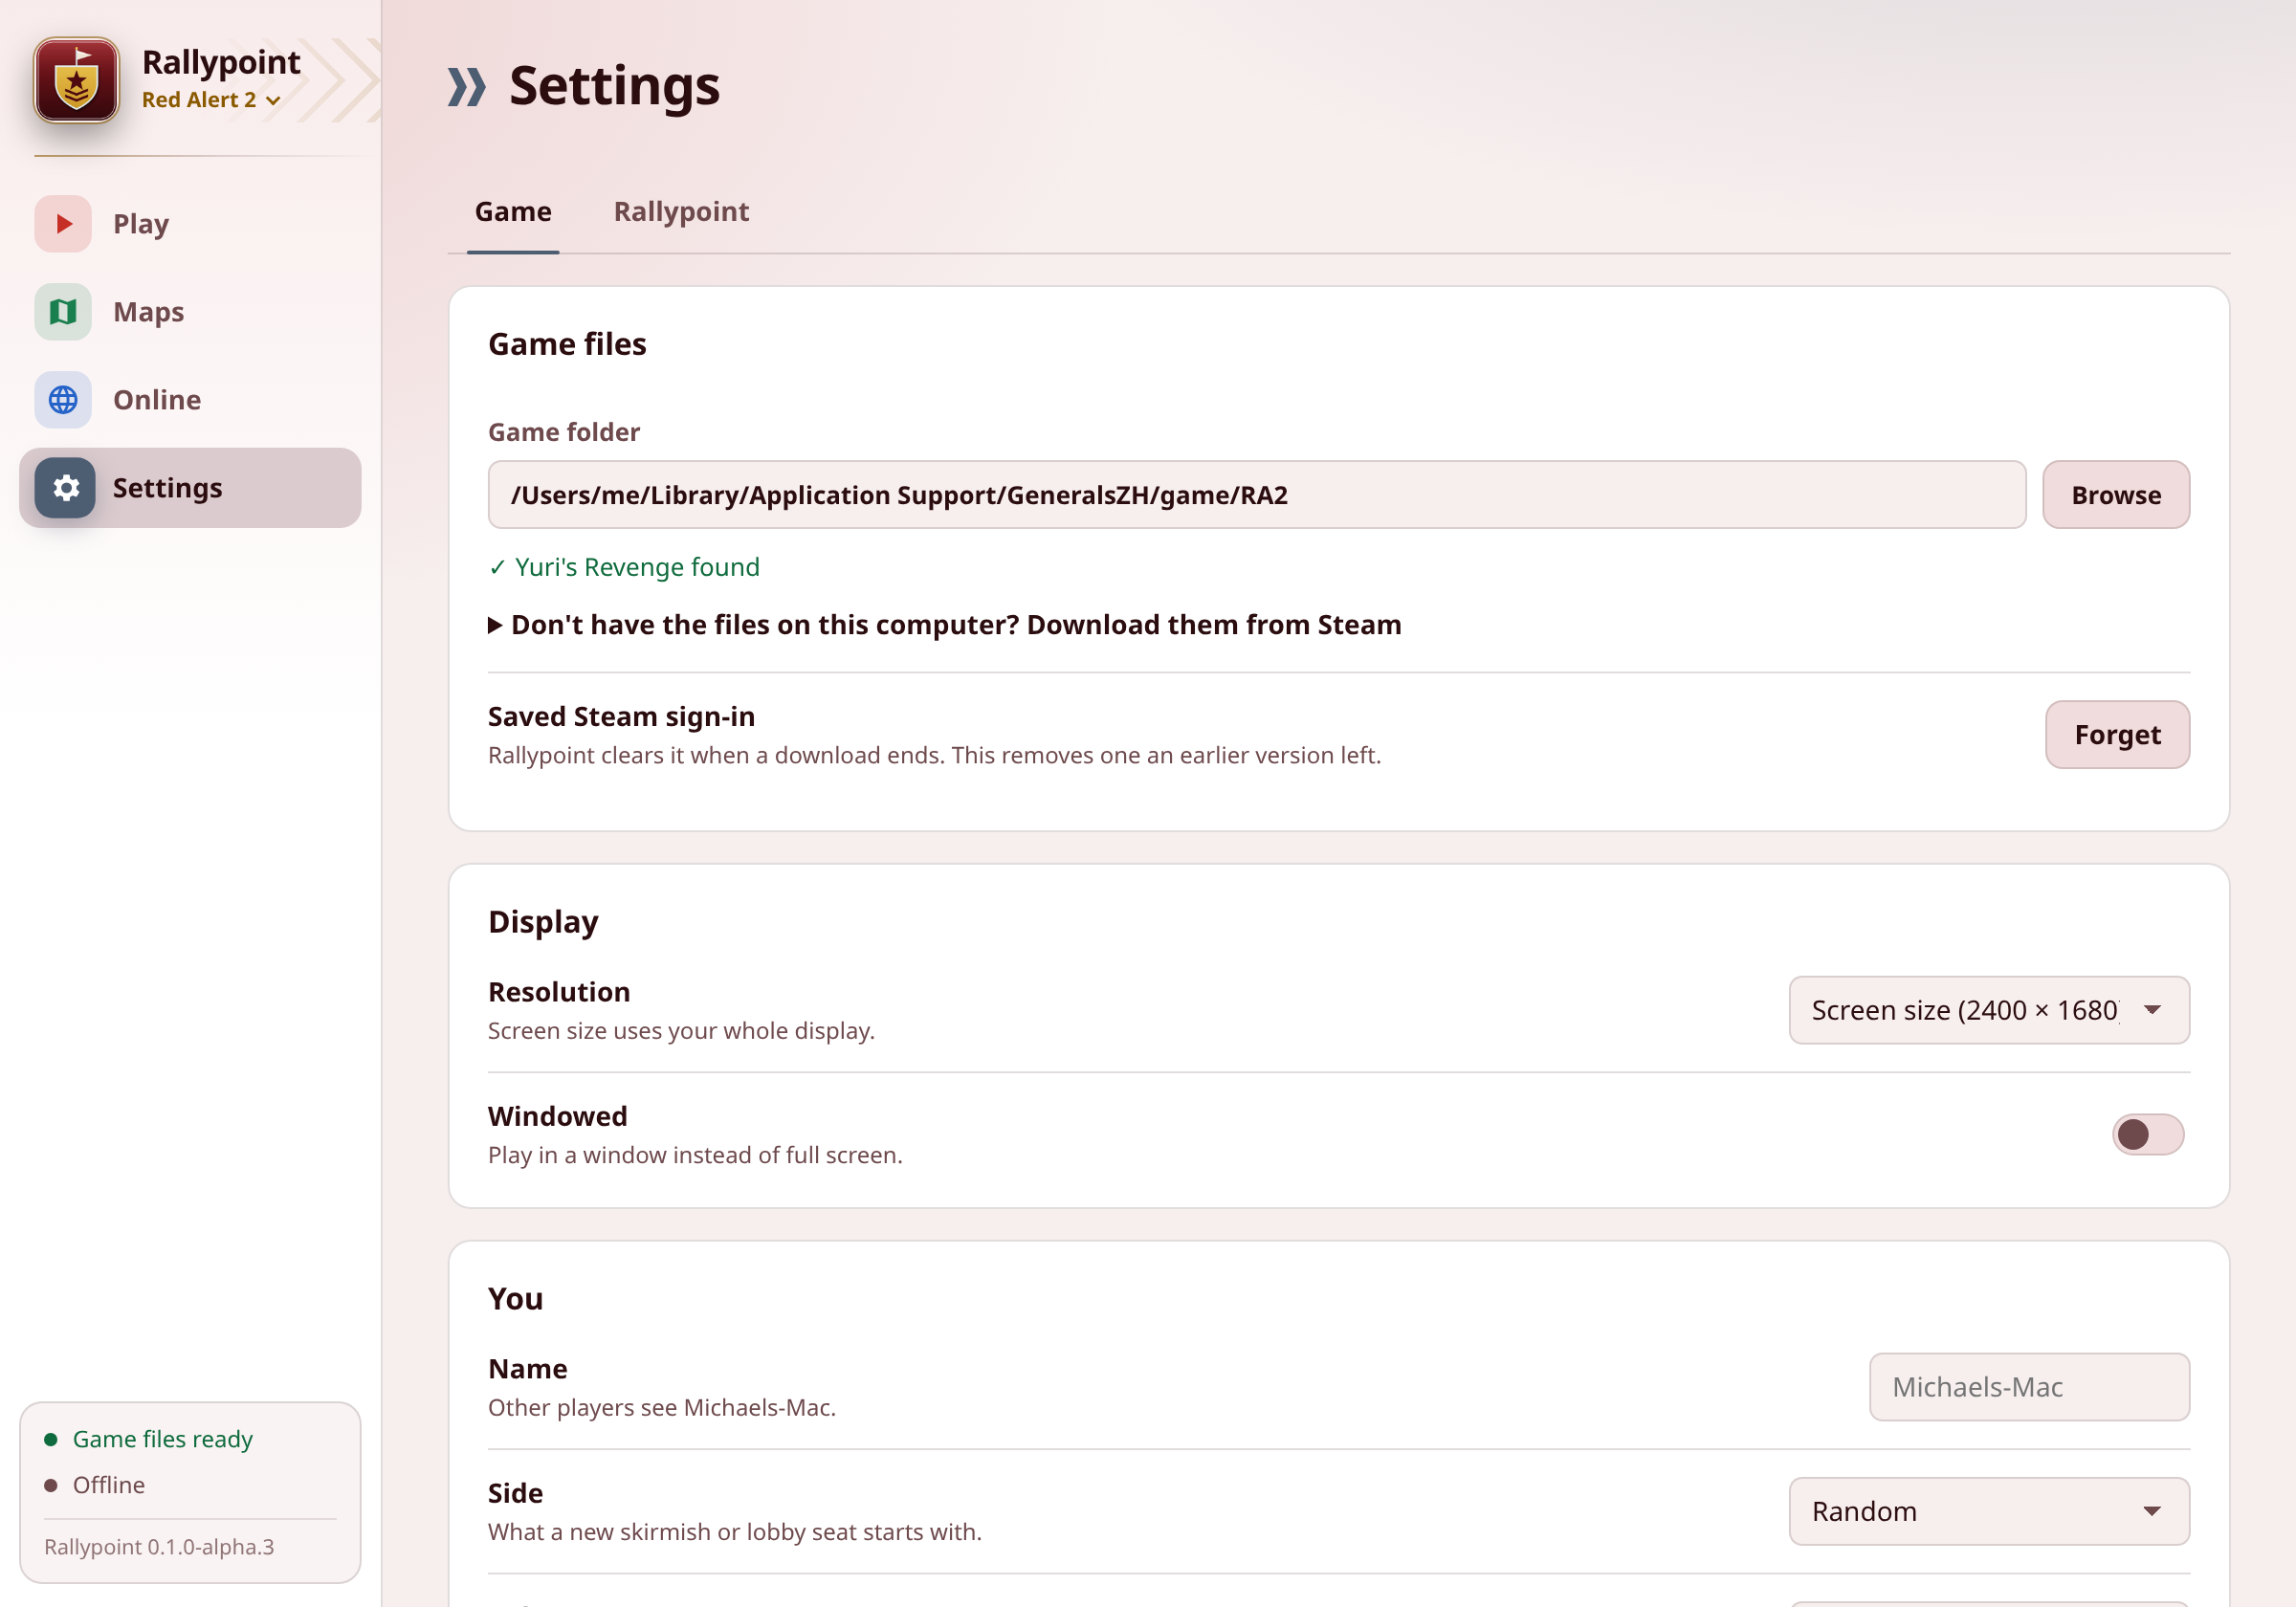 Rallypoint
Red Alert 2
Play
Maps
Online
Settings
Game files ready
Offline
Rallypoint 0.1.0-alpha.3
Settings
Game
Rallypoint
Game files
Game folder
/Users/me/Library/Application Support/GeneralsZH/game/RA2
Browse
✓ Yuri's Revenge found
Don't have the files on this computer? Download them from Steam
Saved Steam sign-in
Rallypoint clears it when a download ends. This removes one an earlier version left.
Forget
Display
Resolution
Screen size uses your whole display.
Screen size (2400 × 1680)
Windowed
Play in a window instead of full screen.
You
Name
Other players see Michaels-Mac.
Michaels-Mac
Side
What a new skirmish or lobby seat starts with.
Random